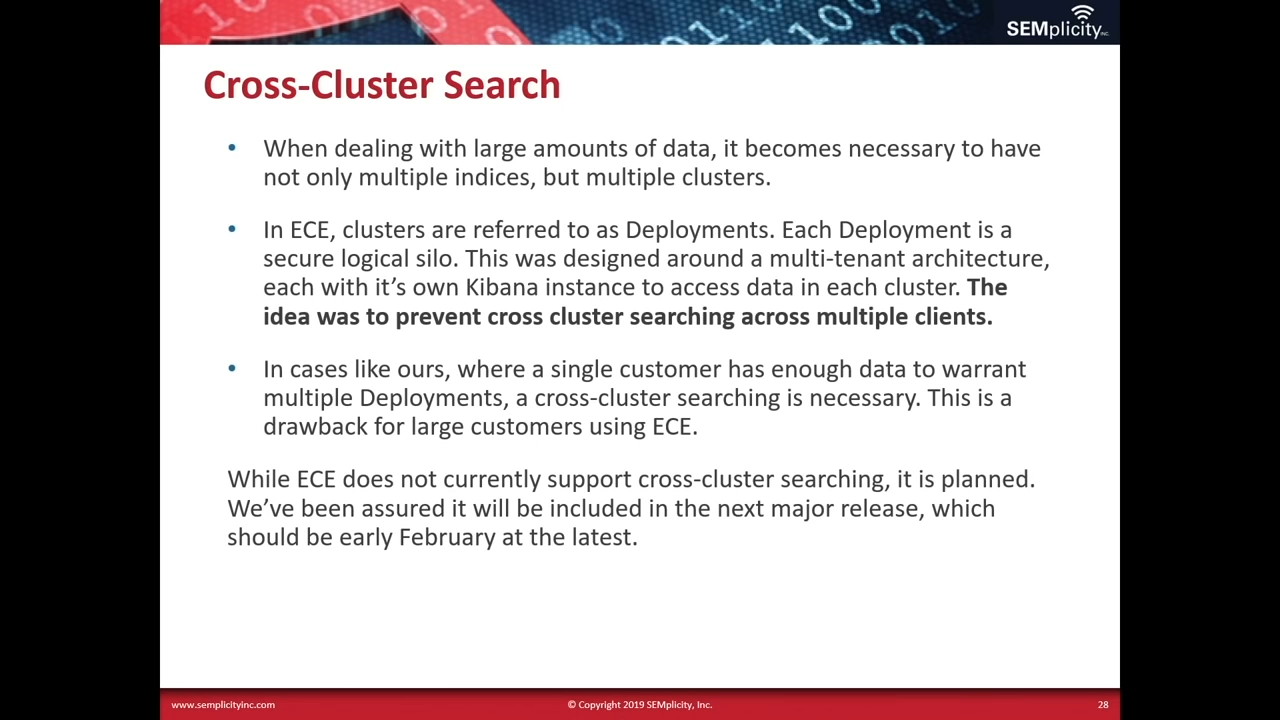 SEMplicity INC.
Cross-Cluster Search
• When dealing with large amounts of data, it becomes necessary to have
not only multiple indices, but multiple clusters.
• In ECE, clusters are referred to as Deployments. Each Deployment is a
secure logical silo. This was designed around a multi-tenant architecture,
each with it’s own Kibana instance to access data in each cluster. The
idea was to prevent cross cluster searching across multiple clients.
• In cases like ours, where a single customer has enough data to warrant
multiple Deployments, a cross-cluster searching is necessary. This is a
drawback for large customers using ECE.
While ECE does not currently support cross-cluster searching, it is planned.
We’ve been assured it will be included in the next major release, which
should be early February at the latest.
www.semplicityinc.com © Copyright 2019 SEMplicity, Inc. 28